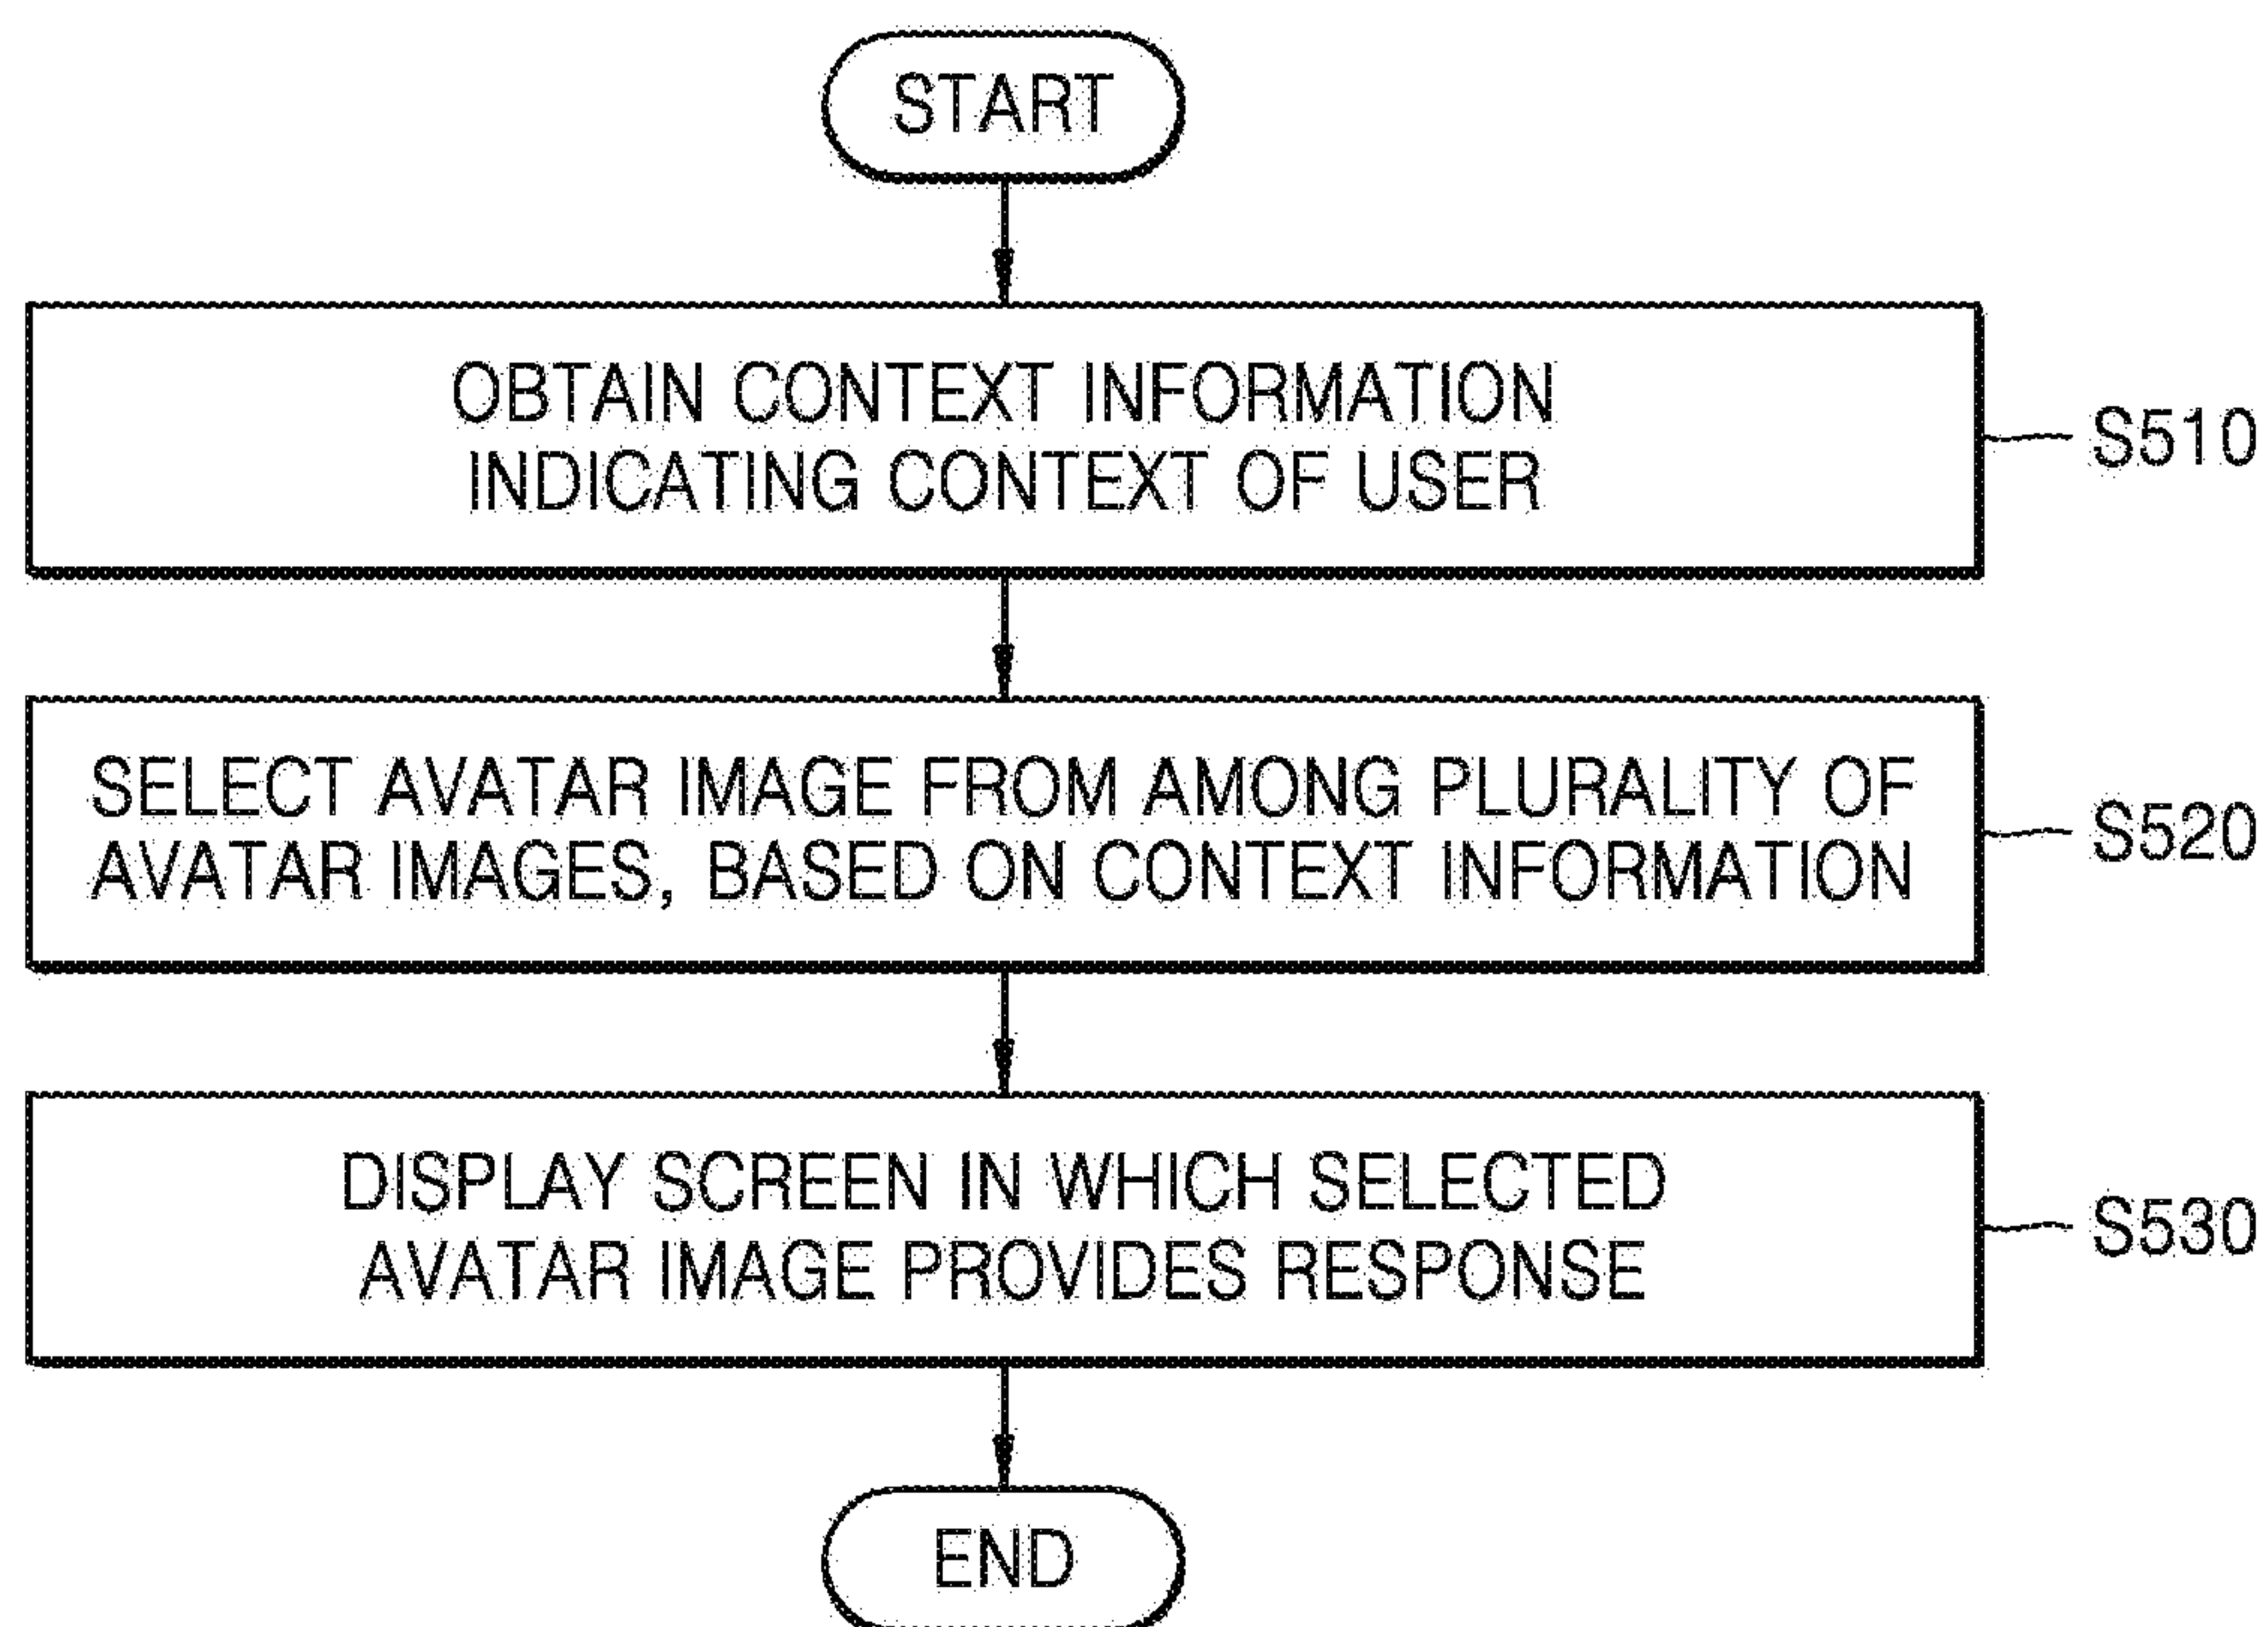 START
OBTAIN CONTEXT INFORMATION
INDICATING CONTEXT OF USER
S510
SELECT AVATAR IMAGE FROM AMONG PLURALITY OF
AVATAR IMAGES, BASED ON CONTEXT INFORMATION
S520
DISPLAY SCREEN IN WHICH SELECTED
AVATAR IMAGE PROVIDES RESPONSE
S530
END